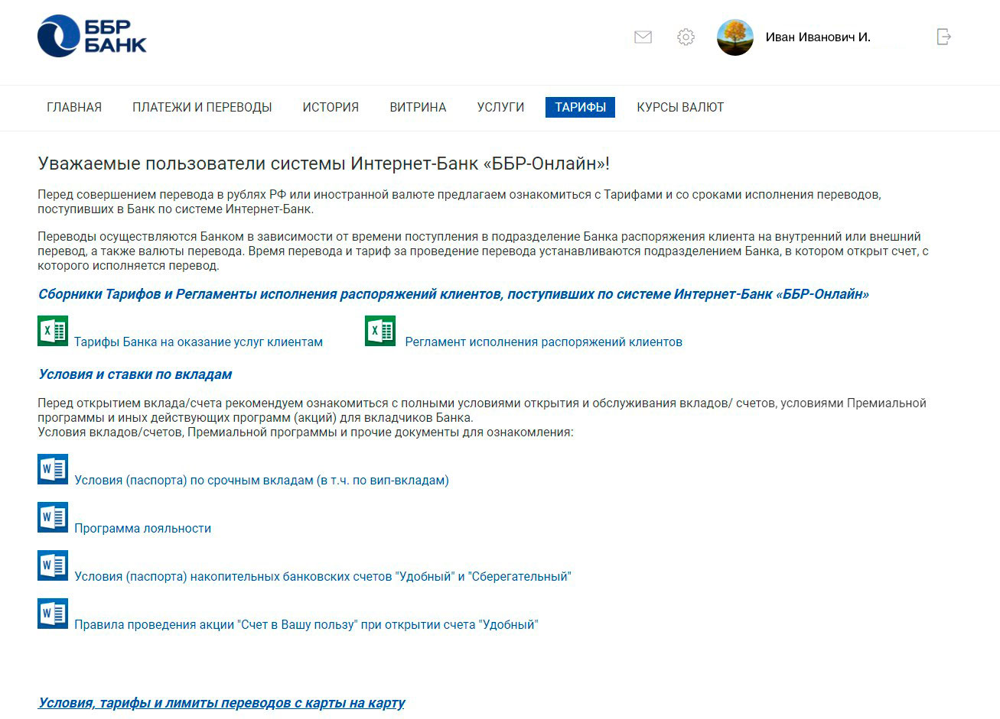 ББР
БАНК
Иван Иванович И.
ГЛАВНАЯ ПЛАТЕЖИ И ПЕРЕВОДЫ ИСТОРИЯ ВИТРИНА УСЛУГИ ТАРИФЫ КУРСЫ ВАЛЮТ
Уважаемые пользователи системы Интернет-Банк «ББР-Онлайн»!
Перед совершением перевода в рублях РФ или иностранной валюте предлагаем ознакомиться с Тарифами и со сроками исполнения переводов,
поступивших в Банк по системе Интернет-Банк.
Переводы осуществляются Банком в зависимости от времени поступления в подразделение Банка распоряжения клиента на внутренний или внешний
перевод, а также валюты перевода. Время перевода и тариф за проведение перевода устанавливаются подразделением Банка, в котором открыт счет, с
которого исполняется перевод.
Сборники Тарифов и Регламенты исполнения распоряжений клиентов, поступивших по системе Интернет-Банк «ББР-Онлайн»
X Тарифы Банка на оказание услуг клиентам X Регламент исполнения распоряжений клиентов
Условия и ставки по вкладам
Перед открытием вклада/счета рекомендуем ознакомиться с полными условиями открытия и обслуживания вкладов/ счетов, условиями Премиальной
программы и иных действующих программ (акций) для вкладчиков Банка.
Условия вкладов/счетов, Премиальной программы и прочие документы для ознакомления:
W Условия (паспорта) по срочным вкладам (в т.ч. по вип-вкладам)
W Программа лояльности
W Условия (паспорта) накопительных банковских счетов "Удобный" и "Сберегательный"
W Правила проведения акции "Счет в Вашу пользу" при открытии счета "Удобный"
Условия, тарифы и лимиты переводов с карты на карту